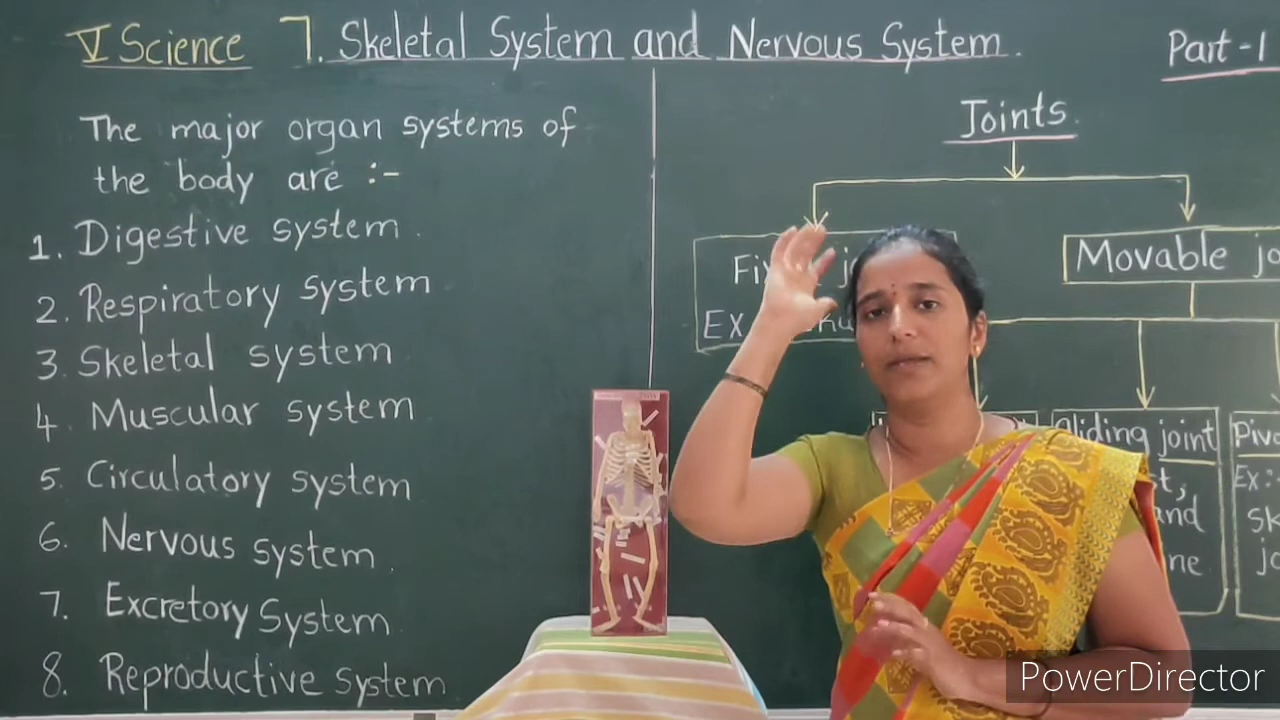 V Science 7. Skeletal System and Nervous System.
Part-1
The major organ systems of
the body are :-
1. Digestive system.
2. Respiratory system
3. Skeletal system
4. Muscular system
5. Circulatory system
6. Nervous system.
7. Excretory System
8. Reproductive system
Joints.
Movable
Ex
Gliding joint
and
Ex:-
PowerDirector